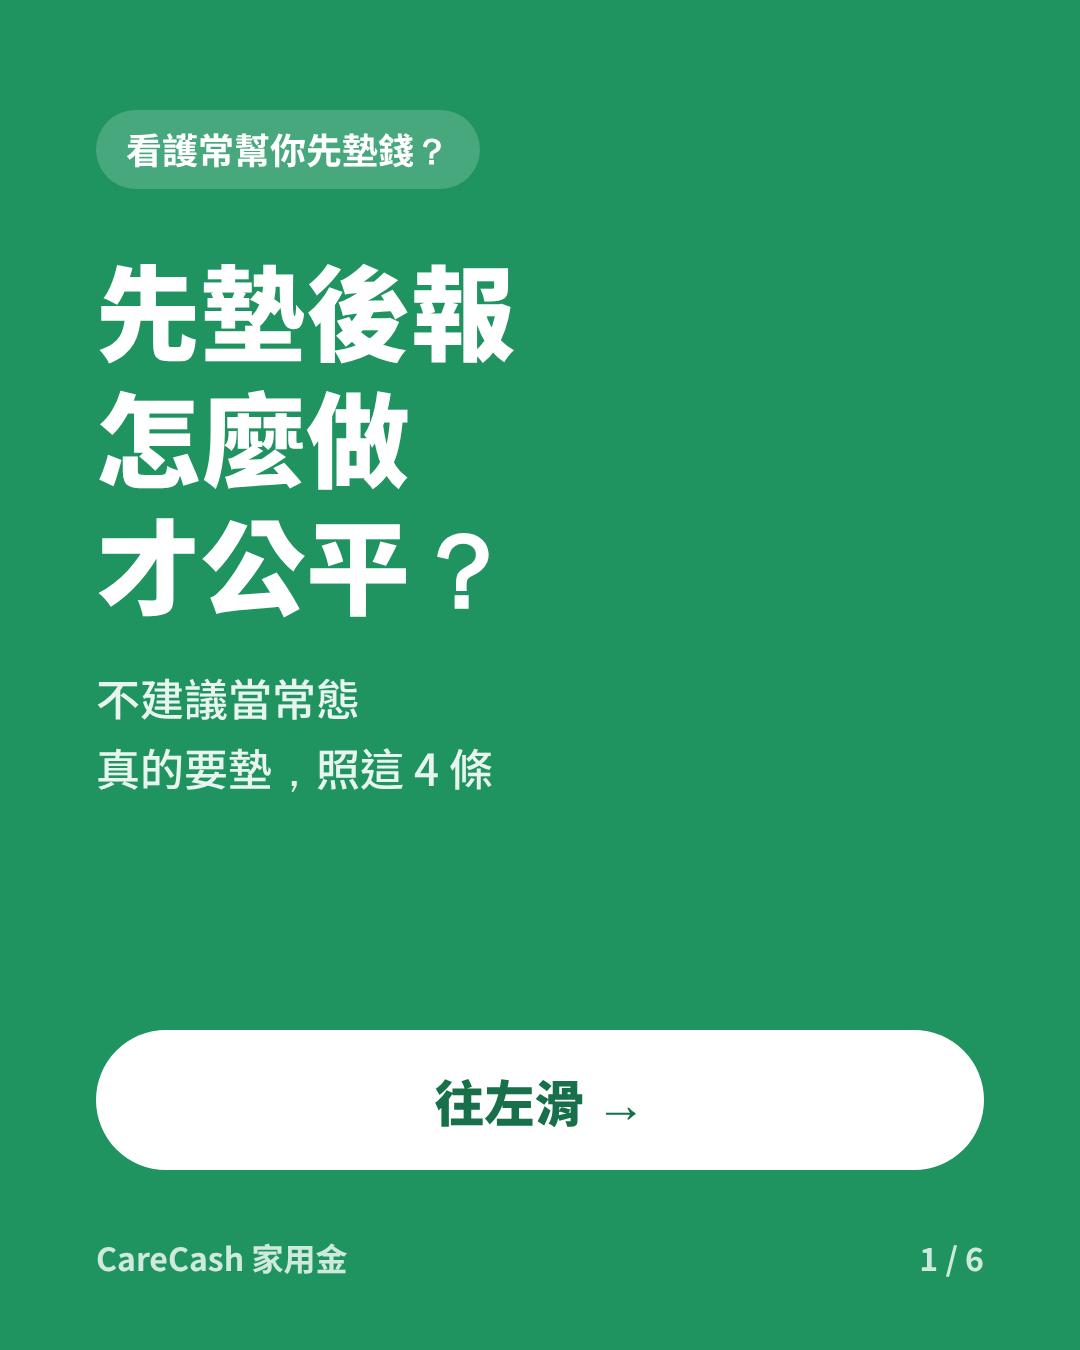 看護常幫你先墊錢？
先墊後報
怎麼做
才公平？
不建議當常態
真的要墊，照這 4 條
往左滑 →
CareCash 家用金
1 / 6